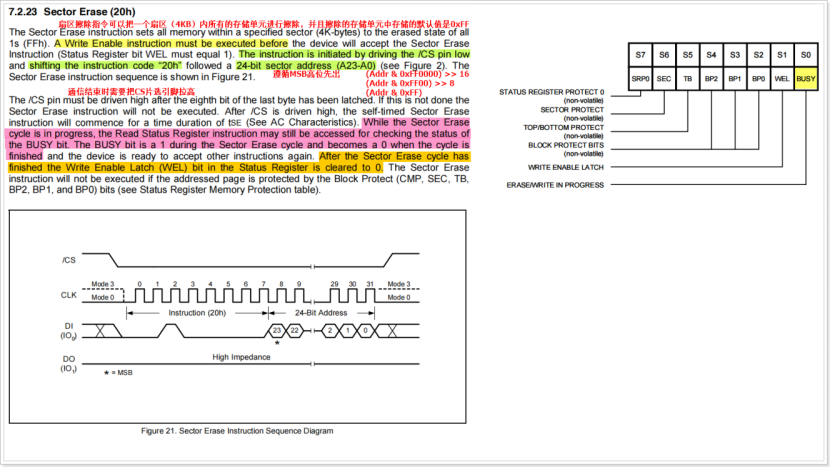 7.2.23 Sector Erase (20h)
扇区擦除指令可以把一个扇区（4KB）内所有的存储单元进行擦除，并且擦除的存储单元中存储的默认值是0xFF
The Sector Erase instruction sets all memory within a specified sector (4K-bytes) to the erased state of all
1s (FFh). A Write Enable instruction must be executed before the device will accept the Sector Erase
Instruction (Status Register bit WEL must equal 1). The instruction is initiated by driving the /CS pin low
and shifting the instruction code "20h" followed a 24-bit sector address (A23-A0) (see Figure 2). The
Sector Erase instruction sequence is shown in Figure 21.
遵循MSB高位先出
(Addr & 0xFF0000) >> 16
(Addr & 0xFF00) >> 8
(Addr & 0xFF)
通信结束时需要把CS片选引脚拉高
The /CS pin must be driven high after the eighth bit of the last byte has been latched. If this is not done the
Sector Erase instruction will not be executed. After /CS is driven high, the self-timed Sector Erase
instruction will commence for a time duration of tSE (See AC Characteristics). While the Sector Erase
cycle is in progress, the Read Status Register instruction may still be accessed for checking the status of
the BUSY bit. The BUSY bit is a 1 during the Sector Erase cycle and becomes a 0 when the cycle is
finished and the device is ready to accept other instructions again. After the Sector Erase cycle has
finished the Write Enable Latch (WEL) bit in the Status Register is cleared to 0. The Sector Erase
instruction will not be executed if the addressed page is protected by the Block Protect (CMP, SEC, TB,
BP2, BP1, and BP0) bits (see Status Register Memory Protection table).
/CS
CLK
Mode 3
Mode 0
0 1 2 3 4 5 6 7 8 9 29 30 31
Mode 3
Mode 0
Instruction (20h)
24-Bit Address
DI
(IO0)
23 22 2 1 0
*
DO
(IO1)
High Impedance
* = MSB
Figure 21. Sector Erase Instruction Sequence Diagram
S7 S6 S5 S4 S3 S2 S1 S0
SRP0 SEC TB BP2 BP1 BP0 WEL BUSY
STATUS REGISTER PROTECT 0
(non-volatile)
SECTOR PROTECT
(non-volatile)
TOP/BOTTOM PROTECT
(non-volatile)
BLOCK PROTECT BITS
(non-volatile)
WRITE ENABLE LATCH
ERASE/WRITE IN PROGRESS